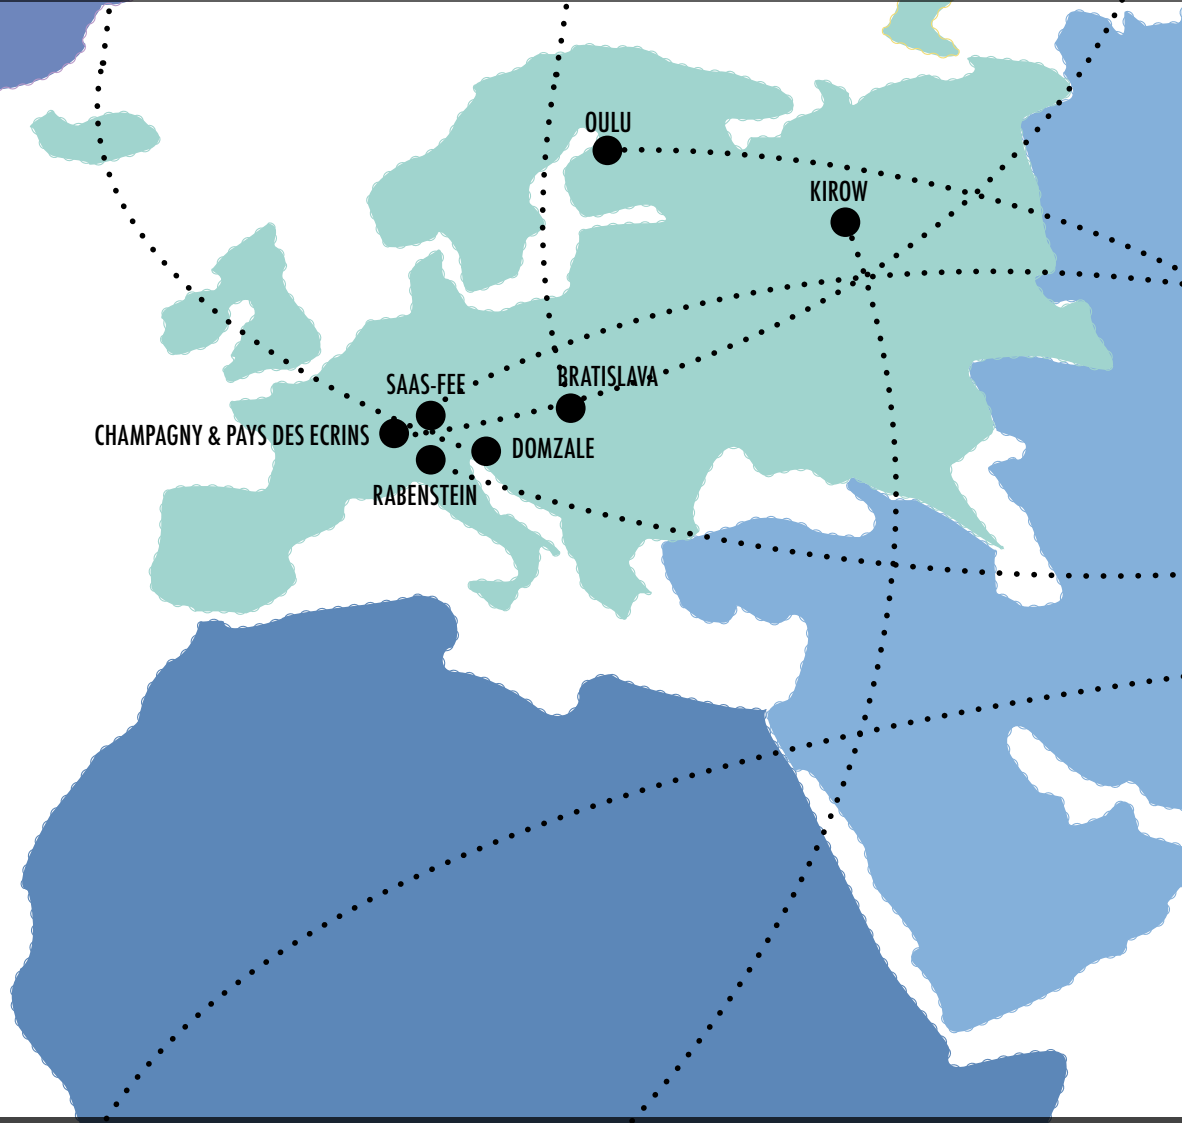 OULU
KIROW
SAAS-FEE
BRATISLAVA
CHAMPAGNY & PAYS DES ECRINS
DOMZALE
RABENSTEIN